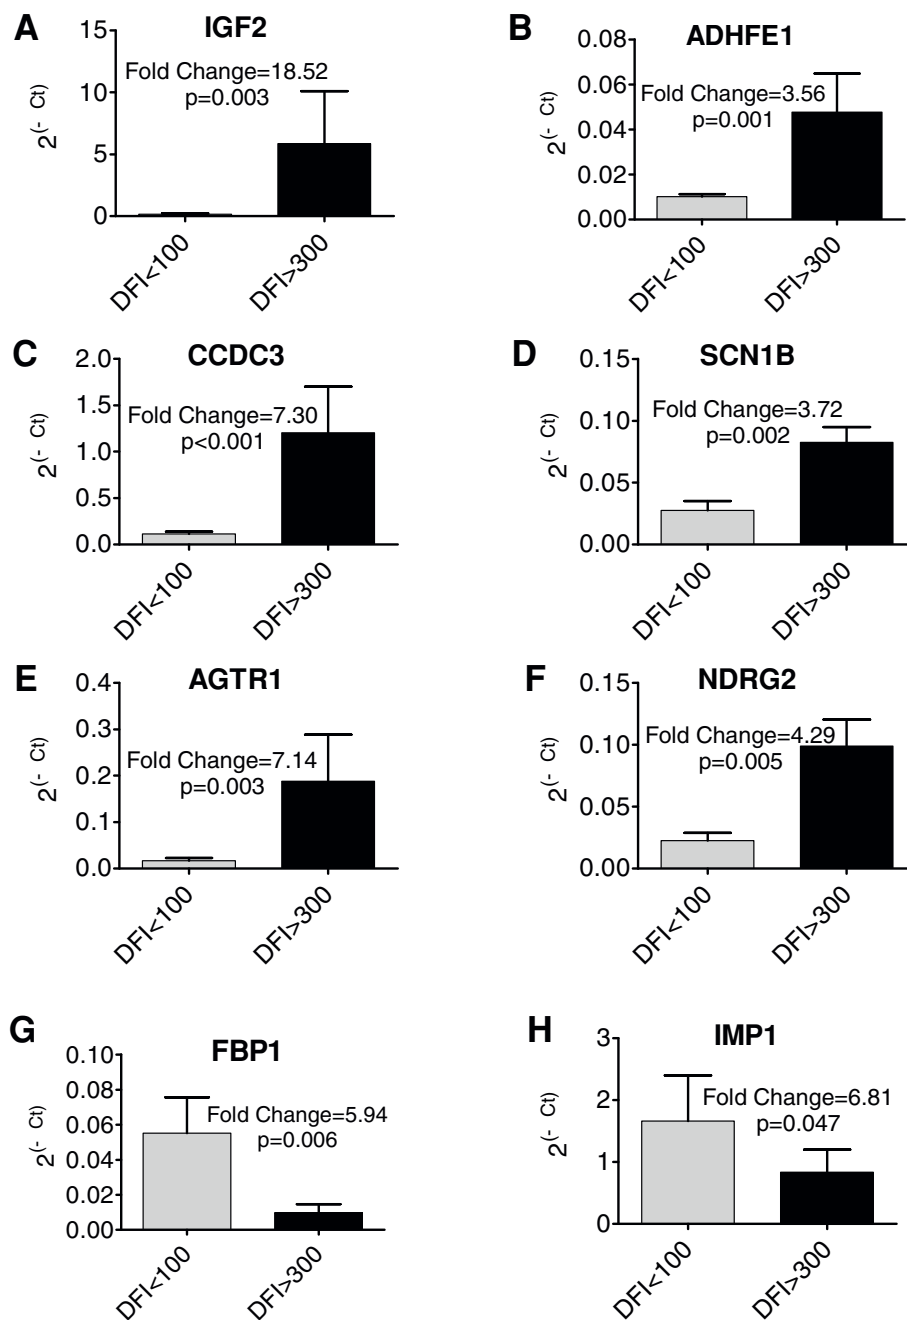 A
IGF2
15
10
5
0
2(- Ct)
Fold Change=18.52
p=0.003
DFI<100
DFI>300
B
ADHFE1
0.08
0.06
0.04
0.02
0.00
2(- Ct)
Fold Change=3.56
p=0.001
DFI<100
DFI>300
C
CCDC3
2.0
1.5
1.0
0.5
0.0
2(- Ct)
Fold Change=7.30
p<0.001
DFI<100
DFI>300
D
SCN1B
0.15
0.10
0.05
0.00
2(- Ct)
Fold Change=3.72
p=0.002
DFI<100
DFI>300
E
AGTR1
0.4
0.3
0.2
0.1
0.0
2(- Ct)
Fold Change=7.14
p=0.003
DFI<100
DFI>300
F
NDRG2
0.15
0.10
0.05
0.00
2(- Ct)
Fold Change=4.29
p=0.005
DFI<100
DFI>300
G
FBP1
0.10
0.08
0.06
0.04
0.02
0.00
2(- Ct)
Fold Change=5.94
p=0.006
DFI<100
DFI>300
H
IMP1
3
2
1
0
2(- Ct)
Fold Change=6.81
p=0.047
DFI<100
DFI>300